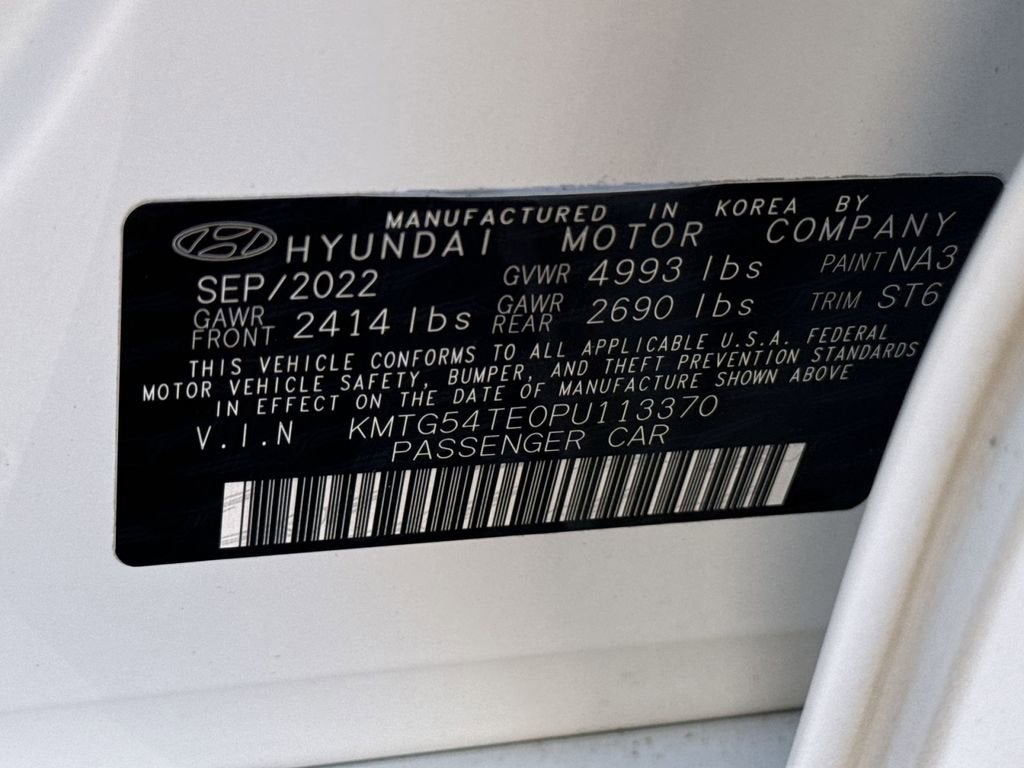 MANUFACTURED IN KOREA BY
HYUNDAI MOTOR COMPANY
SEP/2022 GVWR 4993 lbs PAINT NA3
GAWR FRONT 2414 lbs GAWR REAR 2690 lbs TRIM ST6
THIS VEHICLE CONFORMS TO ALL APPLICABLE U.S.A. FEDERAL
MOTOR VEHICLE SAFETY, BUMPER, AND THEFT PREVENTION STANDARDS
IN EFFECT ON THE DATE OF MANUFACTURE SHOWN ABOVE
V.I.N KMTG54TE0PU113370
PASSENGER CAR